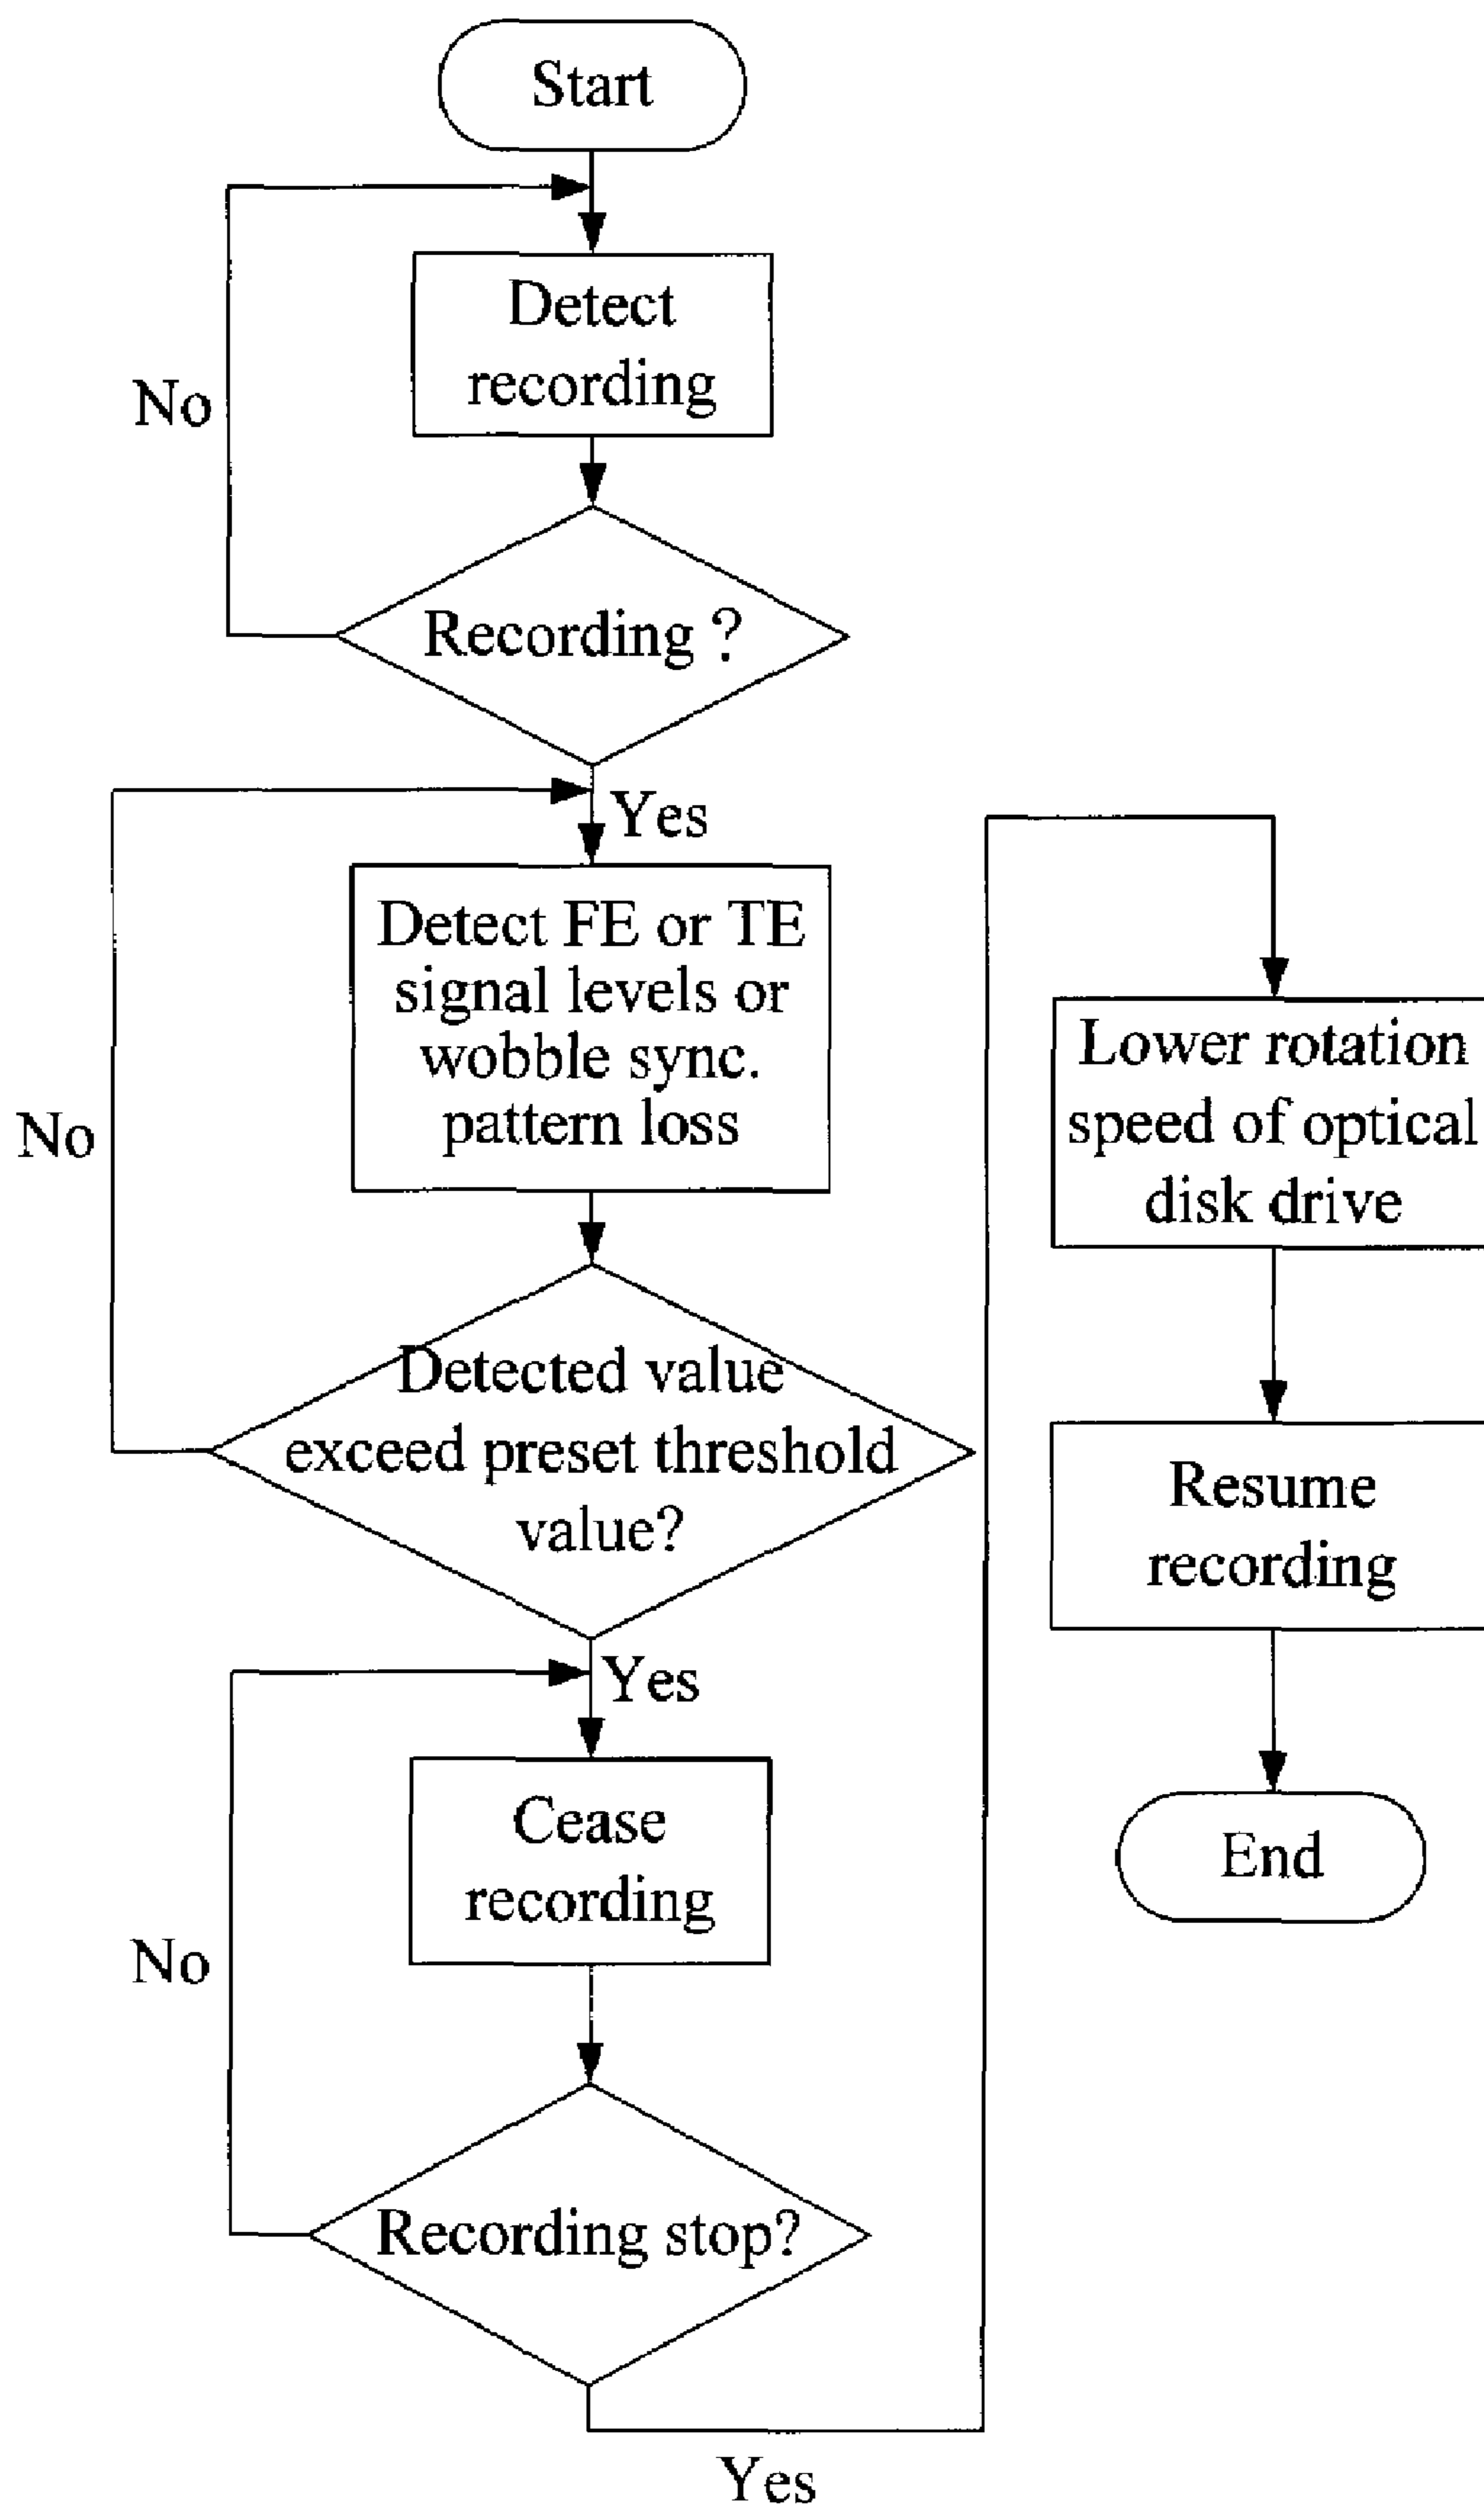 Start
Detect
recording
No
Recording ?
Yes
Detect FE or TE
signal levels or
wobble sync.
pattern loss
No
Detected value
exceed preset threshold
value?
Yes
Cease
recording
No
Recording stop?
Yes
Lower rotation
speed of optical
disk drive
Resume
recording
End